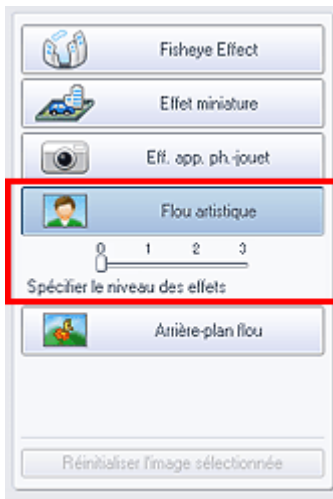 Fisheye Effect
Effet miniature
Eff. app. ph.-jouet
Flou artistique
0 1 2 3
Spécifier le niveau des effets
Arrière-plan flou
Réinitialiser l'image sélectionnée